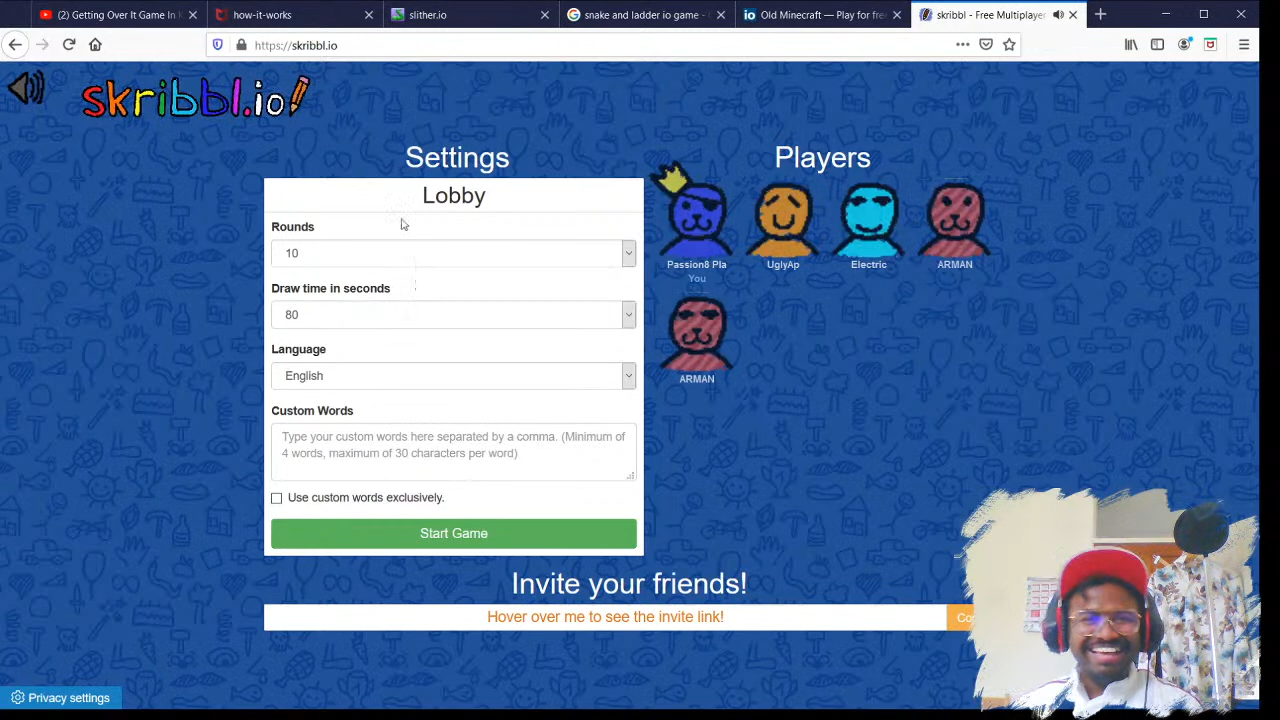 (2) Getting Over It Game In
how-it-works
slither.io
snake and ladder io game -
Old Minecraft — Play for free
skribbl - Free Multiplaye
https://skribbl.io
skribbl.io
Settings
Players
Lobby
Rounds
10
Passion8 Pla
You
UglyAp
Electric
ARMAN
Draw time in seconds
80
Language
English
ARMAN
Custom Words
Type your custom words here separated by a comma. (Minimum of
4 words, maximum of 30 characters per word)
Use custom words exclusively.
Start Game
Invite your friends!
Hover over me to see the invite link!
Privacy settings